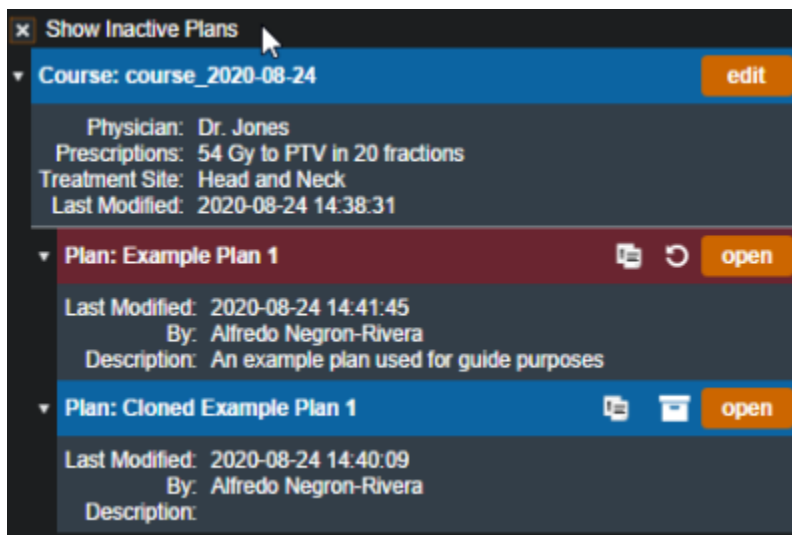 Show Inactive Plans
Course: course_2020-08-24 edit
Physician: Dr. Jones
Prescriptions: 54 Gy to PTV in 20 fractions
Treatment Site: Head and Neck
Last Modified: 2020-08-24 14:38:31
Plan: Example Plan 1 open
Last Modified: 2020-08-24 14:41:45
By: Alfredo Negron-Rivera
Description: An example plan used for guide purposes
Plan: Cloned Example Plan 1 open
Last Modified: 2020-08-24 14:40:09
By: Alfredo Negron-Rivera
Description: